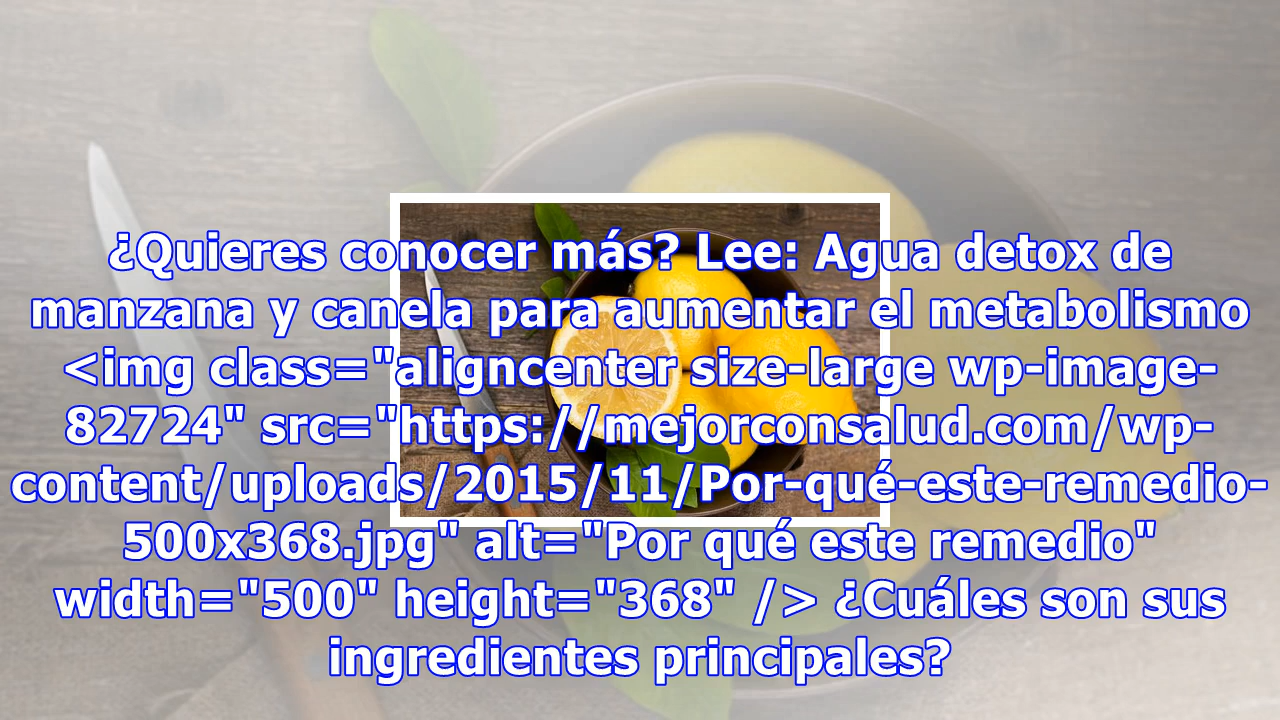 ¿Quieres conocer más? Lee: Agua detox de
manzana y canela para aumentar el metabolismo
<img class="aligncenter size-large wp-image-
82724" src="https://mejorconsalud.com/wp-
content/uploads/2015/11/Por-qué-este-remedio-
500x368.jpg" alt="Por qué este remedio"
width="500" height="368" /> ¿Cuáles son sus
ingredientes principales?